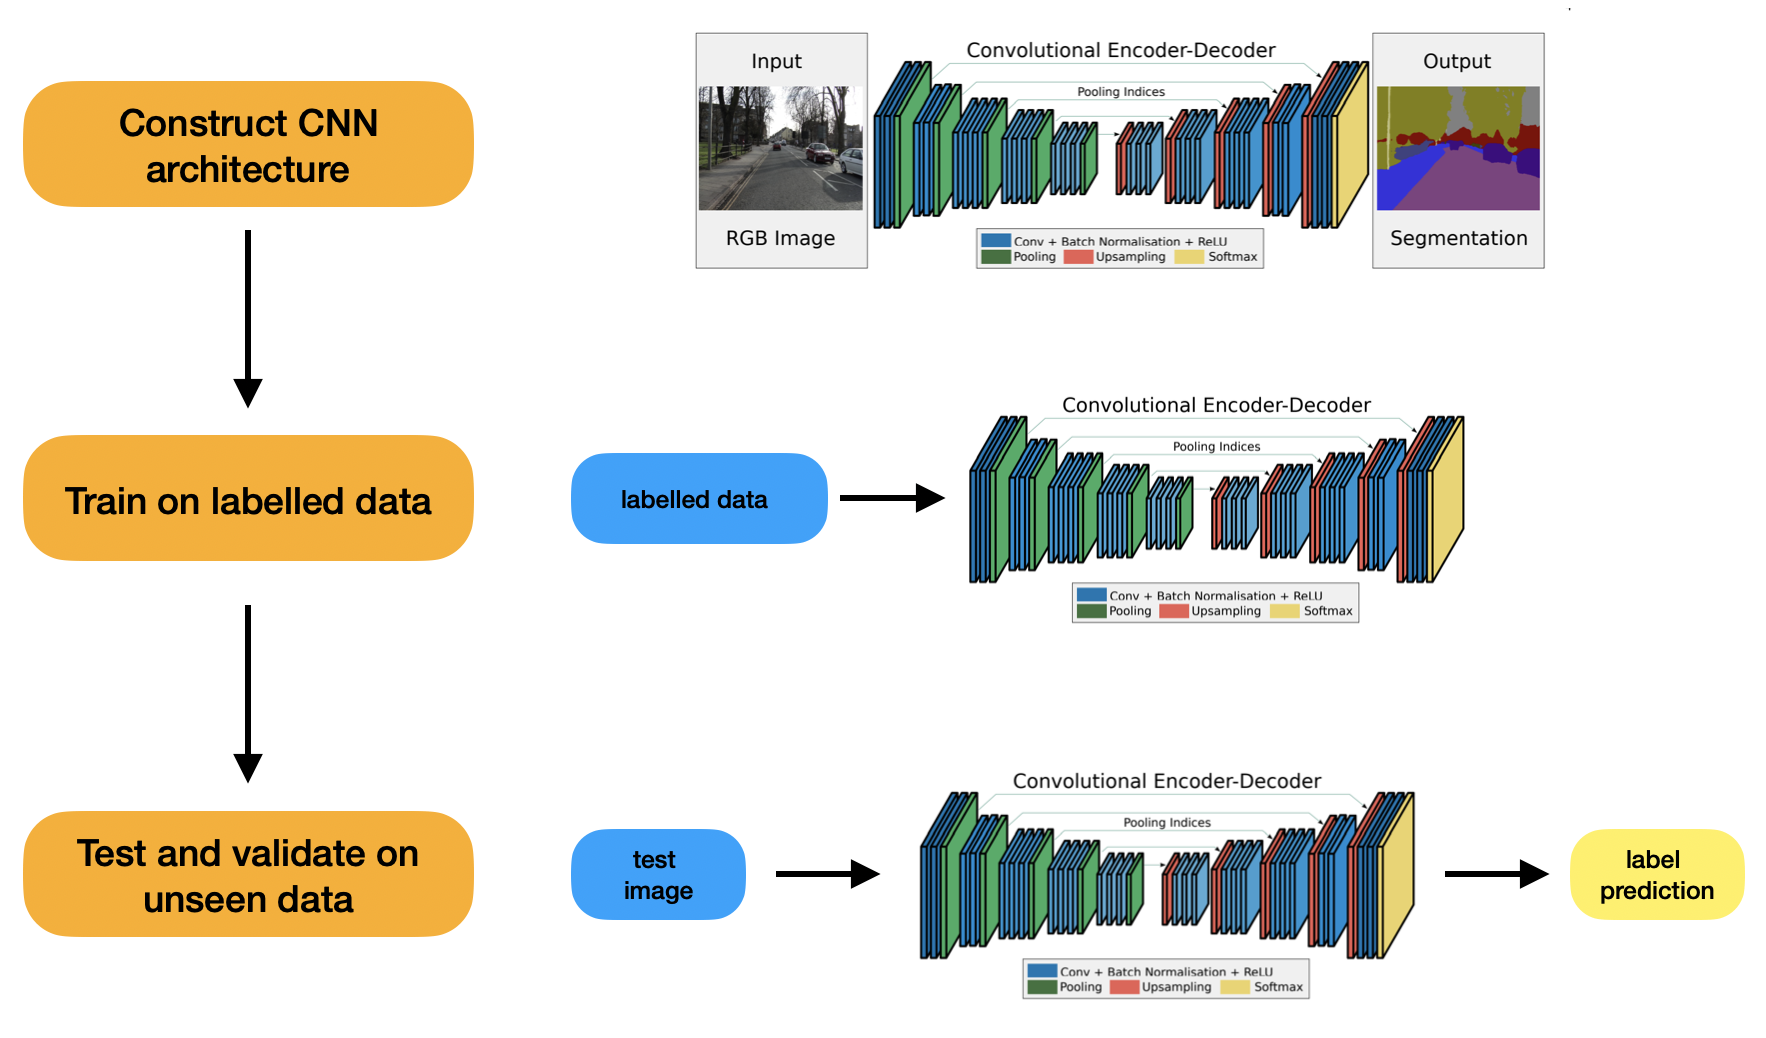 Construct CNN
architecture
Input
RGB Image
Convolutional Encoder-Decoder
Pooling Indices
Conv + Batch Normalisation + ReLU
Pooling Upsampling Softmax
Output
Segmentation
Train on labelled data
labelled data
Convolutional Encoder-Decoder
Pooling Indices
Conv + Batch Normalisation + ReLU
Pooling Upsampling Softmax
Test and validate on
unseen data
test
image
Convolutional Encoder-Decoder
Pooling Indices
Conv + Batch Normalisation + ReLU
Pooling Upsampling Softmax
label
prediction